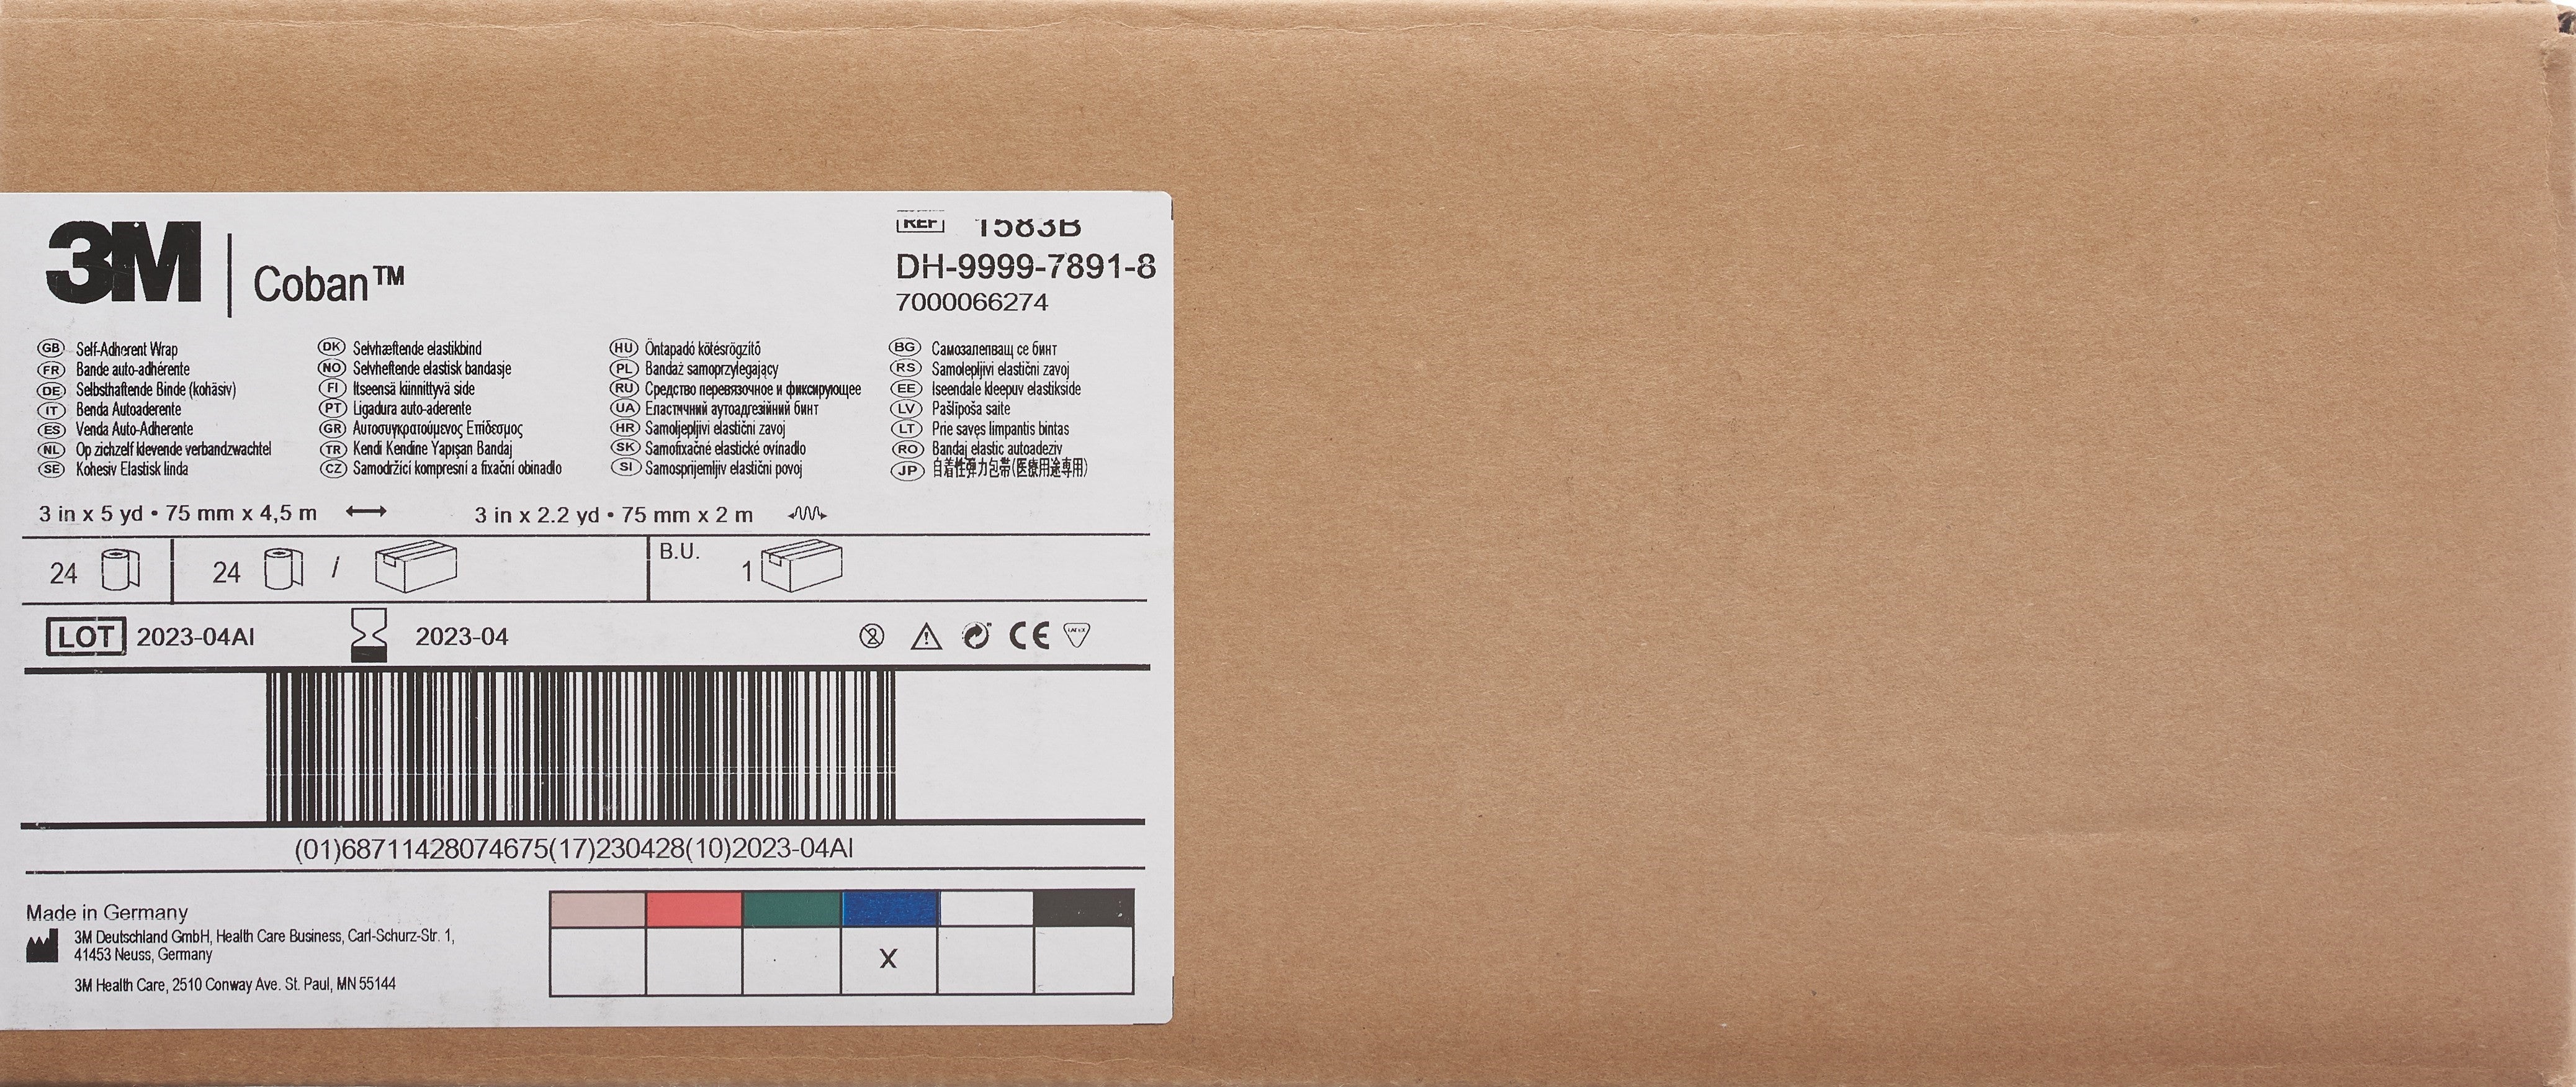 3M Coban™
REF 1583B
DH-9999-7891-8
7000066274
GB Self-Adherent Wrap
FR Bande auto-adhérente
DE Selbsthaftende Binde (kohäsiv)
IT Benda Autoaderente
ES Venda Auto-Adherente
NL Op zichzelf klevende verbandzwachtel
SE Kohesiv Elastisk linda
DK Selvhæftende elastikbind
NO Selvheftende elastisk bandasje
FI Itseensä kiinnittyvä side
PT Ligadura auto-aderente
GR Αυτοσυγκρατούμενος Επίδεσμος
TR Kendi Kendine Yapışan Bandaj
CZ Samodržící kompresní a fixační obinadlo
HU Öntapadó kötésrögzítő
PL Bandaż samoprzylegający
RU Средство перевязочное и фиксирующее
UA Еластичний аутоадгезійний бинт
HR Samoljepljivi elastični zavoj
SK Samofixačné elastické ovínadlo
SI Samosprijemljiv elastični povoj
BG Самозалепващ се бинт
RS Samolepljivi elastični zavoj
EE Iseendale kleepuv elastikside
LV Pašlīpoša saite
LT Prie savęs limpantis bintas
RO Bandaj elastic autoadeziv
JP 自着性弾力包帯(医療用途専用)
3 in x 5 yd • 75 mm x 4,5 m 3 in x 2.2 yd • 75 mm x 2 m
24 24 / B.U. 1
LOT 2023-04AI 2023-04 CE LATEX
(01)68711428074675(17)230428(10)2023-04AI
Made in Germany
3M Deutschland GmbH, Health Care Business, Carl-Schurz-Str. 1,
41453 Neuss, Germany
3M Health Care, 2510 Conway Ave. St. Paul, MN 55144
X